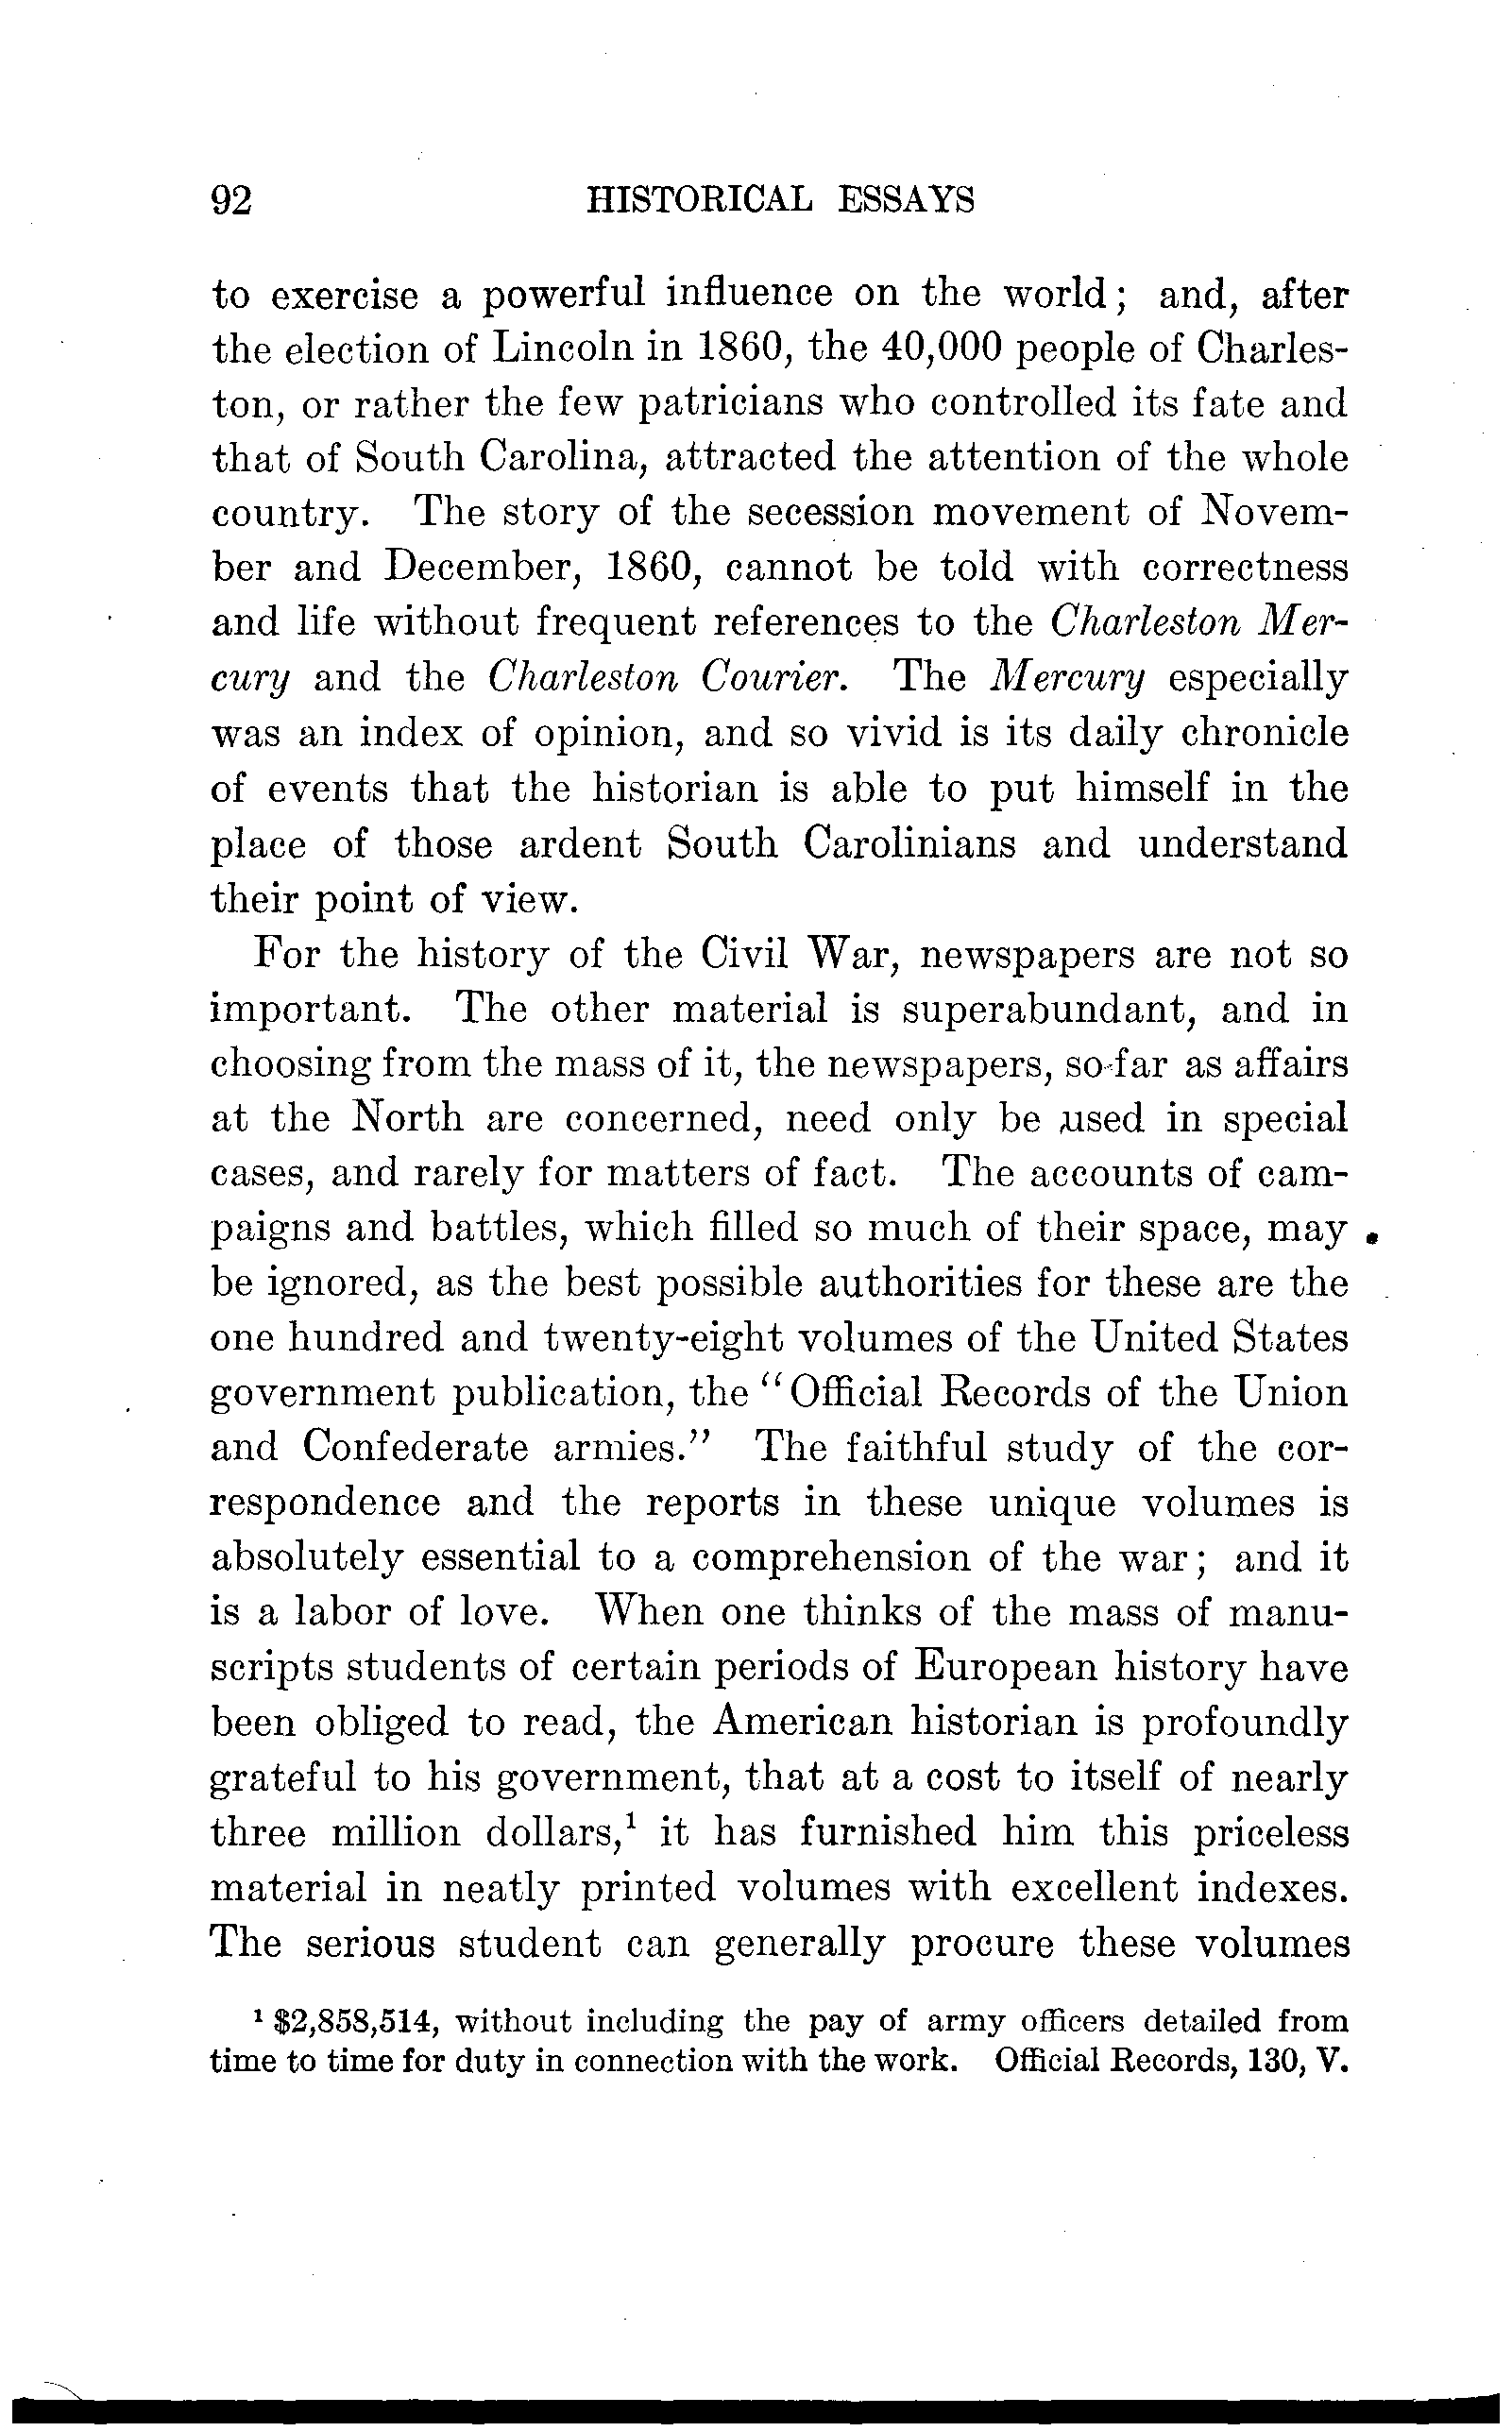 92 HISTORICAL ESSAYS
to exercise a powerful influence on the world; and, after
the election of Lincoln in 1860, the 40,000 people of Charles-
ton, or rather the few patricians who controlled its fate and
that of South Carolina, attracted the attention of the whole
country. The story of the secession movement of Novem-
ber and December, 1860, cannot be told with correctness
and life without frequent references to the Charleston Mer-
cury and the Charleston Courier. The Mercury especially
was an index of opinion, and so vivid is its daily chronicle
of events that the historian is able to put himself in the
place of those ardent South Carolinians and understand
their point of view.
For the history of the Civil War, newspapers are not so
important. The other material is superabundant, and in
choosing from the mass of it, the newspapers, so far as affairs
at the North are concerned, need only be used in special
cases, and rarely for matters of fact. The accounts of cam-
paigns and battles, which filled so much of their space, may
be ignored, as the best possible authorities for these are the
one hundred and twenty-eight volumes of the United States
government publication, the "Official Records of the Union
and Confederate armies." The faithful study of the cor-
respondence and the reports in these unique volumes is
absolutely essential to a comprehension of the war; and it
is a labor of love. When one thinks of the mass of manu-
scripts students of certain periods of European history have
been obliged to read, the American historian is profoundly
grateful to his government, that at a cost to itself of nearly
three million dollars,¹ it has furnished him this priceless
material in neatly printed volumes with excellent indexes.
The serious student can generally procure these volumes
¹ $2,858,514, without including the pay of army officers detailed from
time to time for duty in connection with the work. Official Records, 130, V.